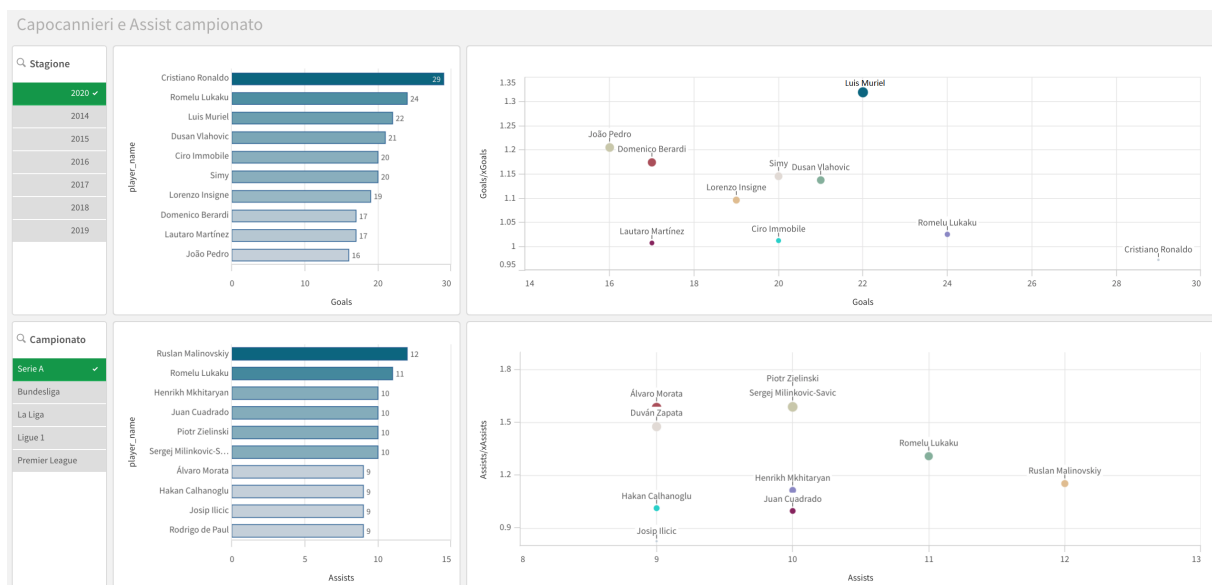 Capocannieri e Assist campionato
Stagione
2020
2014
2015
2016
2017
2018
2019
player_name
Cristiano Ronaldo 29
Romelu Lukaku 24
Luis Muriel 22
Dusan Vlahovic 21
Ciro Immobile 20
Simy 20
Lorenzo Insigne 19
Domenico Berardi 17
Lautaro Martínez 17
João Pedro 16
0 10 20 30
Goals
Goals/xGoals
1.35
1.3
1.25
1.2
1.15
1.1
1.05
1
0.95
Luis Muriel
João Pedro
Domenico Berardi
Simy
Dusan Vlahovic
Lorenzo Insigne
Lautaro Martínez
Ciro Immobile
Romelu Lukaku
Cristiano Ronaldo
14 16 18 20 22 24 26 28 30
Goals
Campionato
Serie A
Bundesliga
La Liga
Ligue 1
Premier League
player_name
Ruslan Malinovskiy 12
Romelu Lukaku 11
Henrikh Mkhitaryan 10
Juan Cuadrado 10
Piotr Zielinski 10
Sergej Milinkovic-S... 10
Álvaro Morata 9
Hakan Calhanoglu 9
Josip Ilicic 9
Rodrigo de Paul 9
0 5 10 15
Assists
Assists/xAssists
1.8
1.5
1.2
0.9
Piotr Zielinski
Álvaro Morata
Sergej Milinkovic-Savic
Duván Zapata
Romelu Lukaku
Ruslan Malinovskiy
Henrikh Mkhitaryan
Hakan Calhanoglu
Juan Cuadrado
Josip Ilicic
8 9 10 11 12 13
Assists